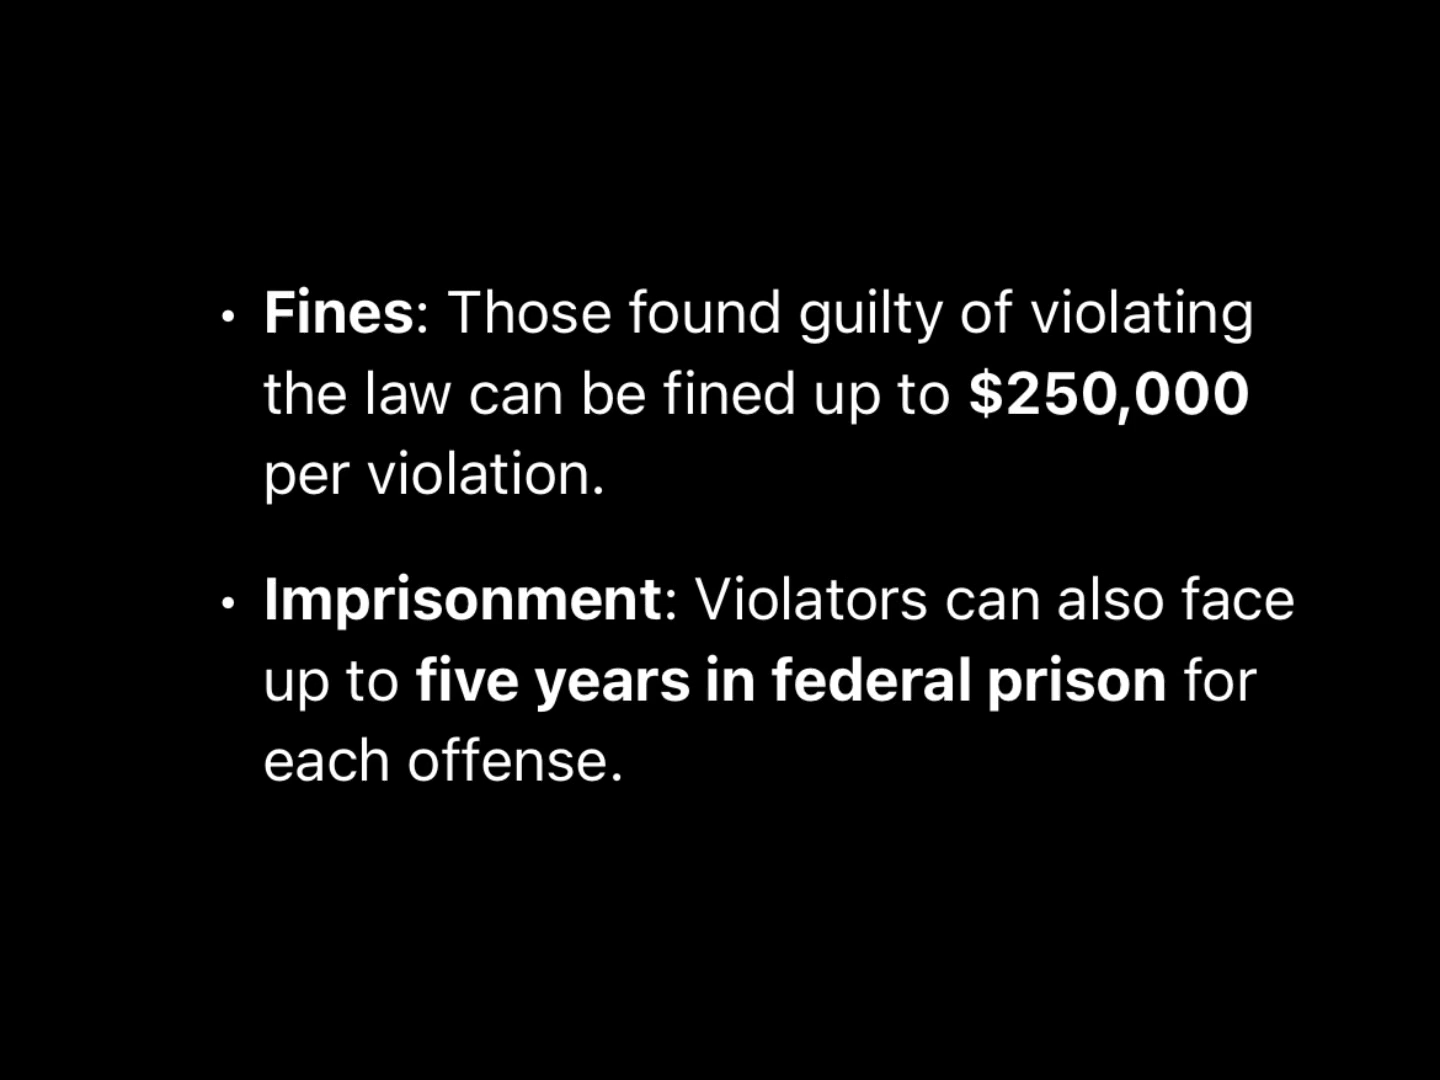 • Fines: Those found guilty of violating
the law can be fined up to $250,000
per violation.
• Imprisonment: Violators can also face
up to five years in federal prison for
each offense.